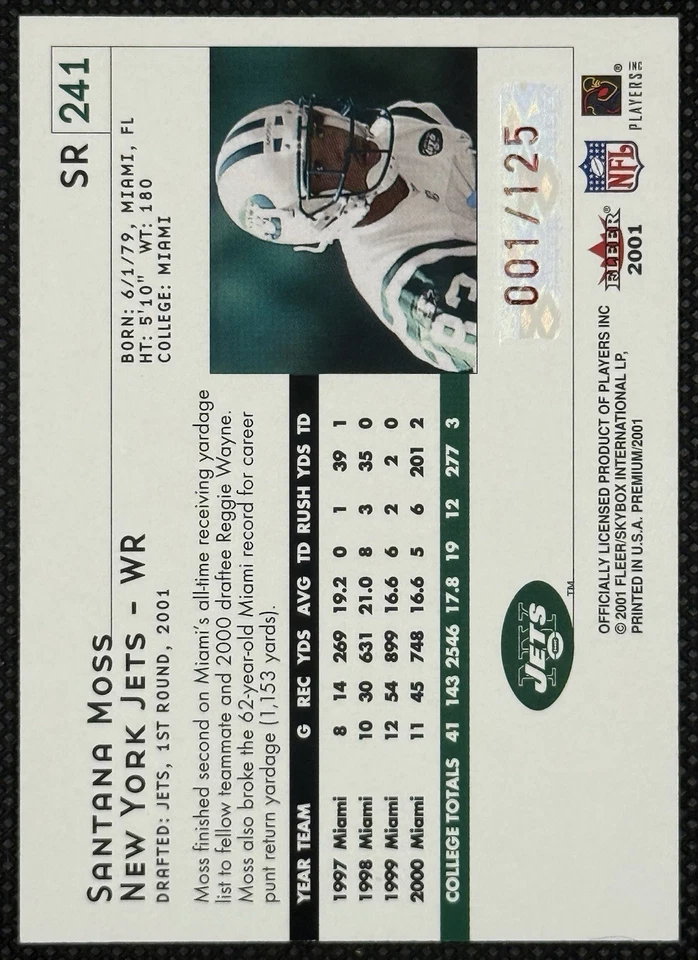 SANTANA MOSS
NEW YORK JETS - WR
DRAFTED: JETS, 1ST ROUND, 2001
SR 241
BORN: 6/1/79, MIAMI, FL
HT: 5'10" WT: 180
COLLEGE: MIAMI
Moss finished second on Miami's all-time receiving yardage
list to fellow teammate and 2000 draftee Reggie Wayne.
Moss also broke the 62-year-old Miami record for career
punt return yardage (1,153 yards).
YEAR TEAM G REC YDS AVG TD RUSH YDS TD
1997 Miami 8 14 269 19.2 0 1 39 1
1998 Miami 10 30 631 21.0 8 3 35 0
1999 Miami 12 54 899 16.6 6 2 2 0
2000 Miami 11 45 748 16.6 5 6 201 2
COLLEGE TOTALS 41 143 2546 17.8 19 12 277 3
83
NY
JETS
TM
001/125
OFFICIALLY LICENSED PRODUCT OF PLAYERS INC
© 2001 FLEER/SKYBOX INTERNATIONAL LP,
PRINTED IN U.S.A. PREMIUM/2001
FLEER®
2001
NFL
®
PLAYERS INC